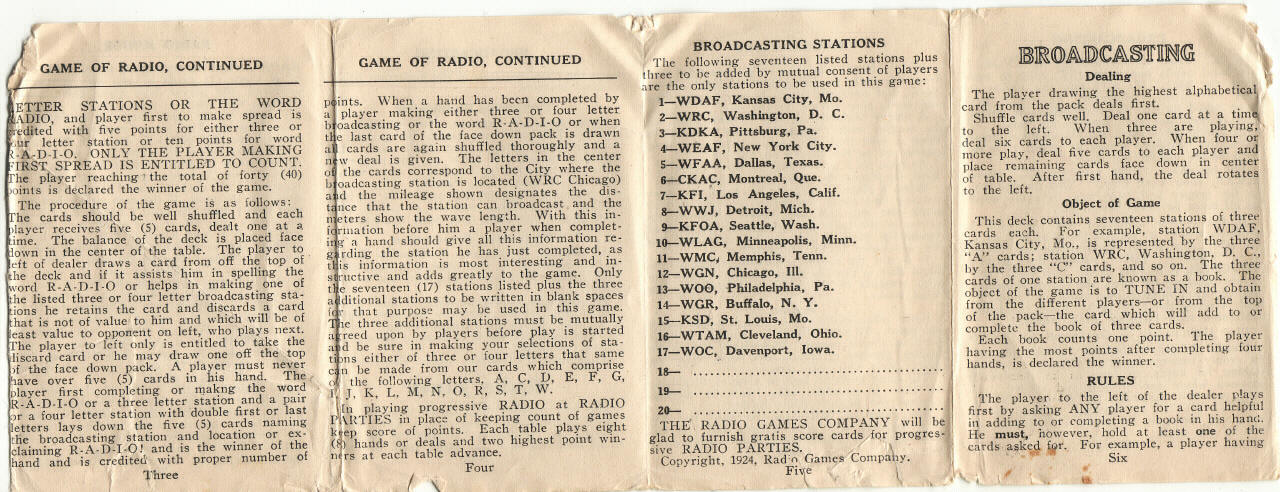 GAME OF RADIO, CONTINUED
LETTER STATIONS OR THE WORD
RADIO, and player first to make spread is
credited with five points for either three or
four letter station or ten points for word
R-A-D-I-O. ONLY THE PLAYER MAKING
FIRST SPREAD IS ENTITLED TO COUNT.
The player reaching the total of forty (40)
points is declared the winner of the game.
The procedure of the game is as follows:
The cards should be well shuffled and each
player receives five (5) cards, dealt one at a
time. The balance of the deck is placed face
down in the center of the table. The player to
left of dealer draws a card from off the top of
the deck and if it assists him in spelling the
word R-A-D-I-O or helps in making one of
the listed three or four letter broadcasting sta-
tions he retains the card and discards a card
that is not of value to him and which will be of
least value to opponent on left, who plays next.
The player to left only is entitled to take the
discard card or he may draw one off the top
of the face down pack. A player must never
have over five (5) cards in his hand. The
player first completing or makng the word
R-A-D-I-O or a three letter station and a pair
or a four letter station with double first or last
letters lays down the five (5) cards naming
the broadcasting station and location or ex-
claiming R-A-D-I-O! and is the winner of the
hand and is credited with proper number of
Three
GAME OF RADIO, CONTINUED
points. When a hand has been completed by
a player making either three or four letter
broadcasting or the word R-A-D-I-O or when
the last card of the face down pack is drawn
all cards are again shuffled thoroughly and a
new deal is given. The letters in the center
of the cards correspond to the City where the
broadcasting station is located (WRC Chicago)
and the mileage shown designates the dis-
tance that the station can broadcast and the
meters show the wave length. With this in-
formation before him a player when complet-
ing a hand should give all this information re-
garding the station he has just completed, as
this information is most interesting and in-
structive and adds greatly to the game. Only
the seventeen (17) stations listed plus the three
additional stations to be written in blank spaces
for that purpose may be used in this game.
The three additional stations must be mutually
agreed upon by players before play is started
and be sure in making your selections of sta-
tions either of three or four letters that same
can be made from our cards which comprise
of the following letters, A, C, D, E, F, G,
I, J, K, L, M, N, O, R, S, T, W.
In playing progressive RADIO at RADIO
PARTIES in place of keeping count of games
keep score of points. Each table plays eight
(8) hands or deals and two highest point win-
ners at each table advance.
Four
BROADCASTING STATIONS
The following seventeen listed stations plus
three to be added by mutual consent of players
are the only stations to be used in this game:
1—WDAF, Kansas City, Mo.
2—WRC, Washington, D. C.
3—KDKA, Pittsburg, Pa.
4—WEAF, New York City.
5—WFAA, Dallas, Texas.
6—CKAC, Montreal, Que.
7—KFI, Los Angeles, Calif.
8—WWJ, Detroit, Mich.
9—KFOA, Seattle, Wash.
10—WLAG, Minneapolis, Minn.
11—WMC, Memphis, Tenn.
12—WGN, Chicago, Ill.
13—WOO, Philadelphia, Pa.
14—WGR, Buffalo, N. Y.
15—KSD, St. Louis, Mo.
16—WTAM, Cleveland, Ohio.
17—WOC, Davenport, Iowa.
18—
19—
20—
THE RADIO GAMES COMPANY will be
glad to furnish gratis score cards for progres-
sive RADIO PARTIES.
Copyright, 1924, Radio Games Company.
Five
BROADCASTING
Dealing
The player drawing the highest alphabetical
card from the pack deals first.
Shuffle cards well. Deal one card at a time
to the left. When three are playing,
deal six cards to each player. When four or
more play, deal five cards to each player and
place remaining cards face down in center
of table. After first hand, the deal rotates
to the left.
Object of Game
This deck contains seventeen stations of three
cards each. For example, station WDAF,
Kansas City, Mo., is represented by the three
"A" cards; station WRC, Washington, D. C.,
by the three "C" cards, and so on. The three
cards of one station are known as a book. The
object of the game is to TUNE IN and obtain
from the different players—or from the top
of the pack—the card which will add to or
complete the book of three cards.
Each book counts one point. The player
having the most points after completing four
hands, is declared the winner.
RULES
The player to the left of the dealer plays
first by asking ANY player for a card helpful
in adding to or completing a book in his hand.
He must, however, hold at least one of the
cards asked for. For example, a player having
Six